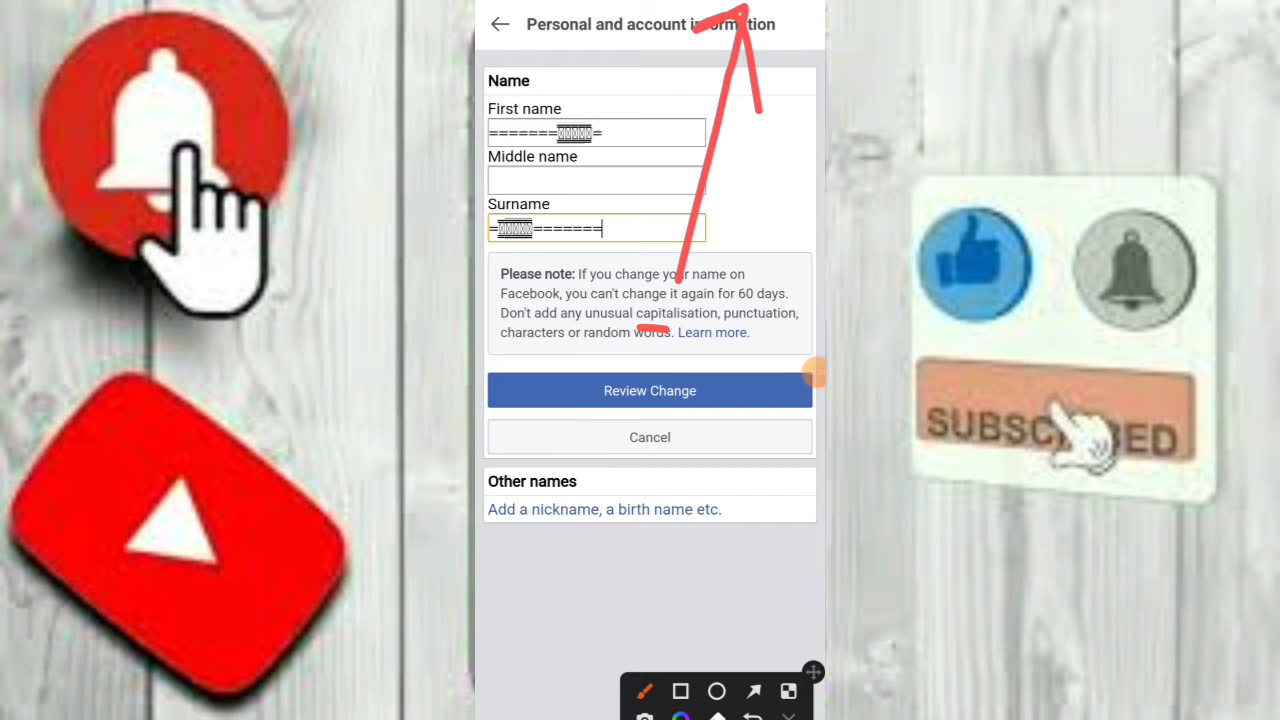 Personal and account information
Name
First name
Middle name
Surname
Please note: If you change your name on
Facebook, you can't change it again for 60 days.
Don't add any unusual capitalisation, punctuation,
characters or random words. Learn more.
Review Change
Cancel
Other names
Add a nickname, a birth name etc.
SUBSCRIBED